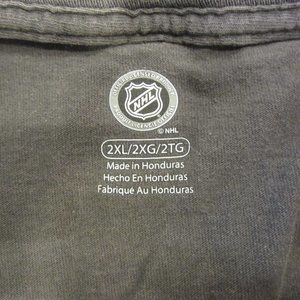 NHL
© NHL
2XL/2XG/2TG
Made in Honduras
Hecho En Honduras
Fabriqué Au Honduras